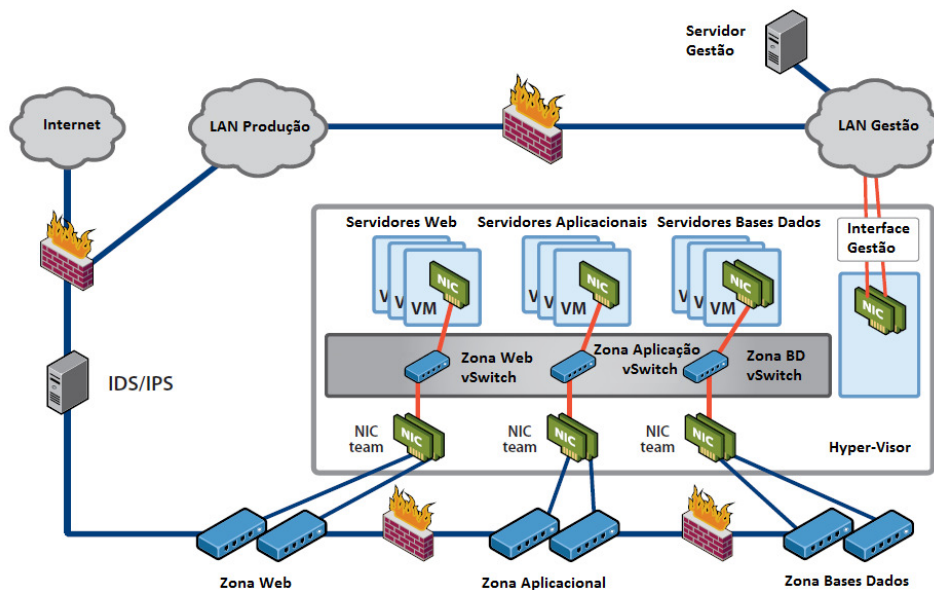 Servidor
Gestão
Internet
LAN Produção
LAN Gestão
Servidores Web
Servidores Aplicacionais
Servidores Bases Dados
Interface
Gestão
NIC
NIC
NIC
NIC
V
V
VM
V
V
VM
V
V
VM
Zona Web
vSwitch
Zona Aplicação
vSwitch
Zona BD
vSwitch
IDS/IPS
NIC
team
NIC
NIC
team
NIC
NIC
team
NIC
Hyper-Visor
Zona Web
Zona Aplicacional
Zona Bases Dados